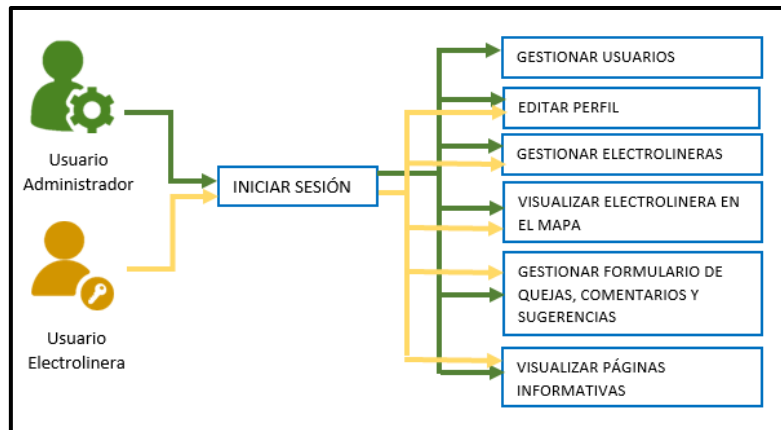 Usuario
Administrador
Usuario
Electrolinera
INICIAR SESIÓN
GESTIONAR USUARIOS
EDITAR PERFIL
GESTIONAR ELECTROLINERAS
VISUALIZAR ELECTROLINERA EN
EL MAPA
GESTIONAR FORMULARIO DE
QUEJAS, COMENTARIOS Y
SUGERENCIAS
VISUALIZAR PÁGINAS
INFORMATIVAS